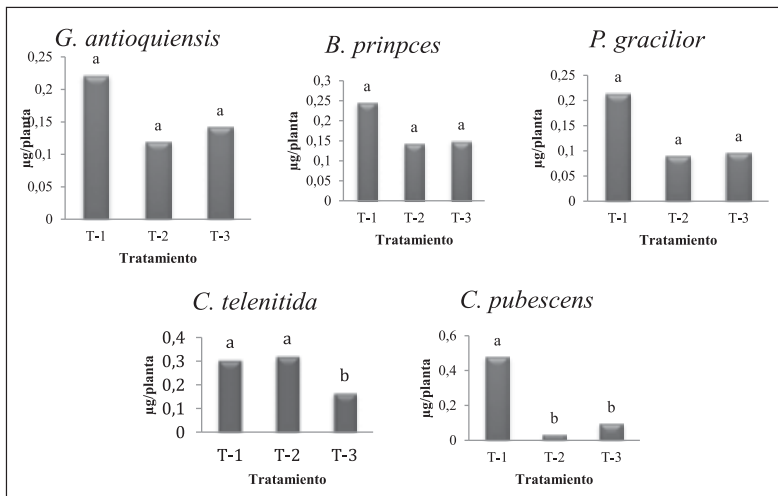 G. antioquiensis
0,25
0,2
0,15
0,1
0,05
0
µg/planta
a
a
a
T-1 T-2 T-3
Tratamiento
B. prinpces
0,3
0,25
0,2
0,15
0,1
0,05
0
µg/planta
a
a
a
T-1 T-2 T-3
Tratamiento
P. gracilior
0,25
0,2
0,15
0,1
0,05
0
µg/planta
a
a
a
T-1 T-2 T-3
Tratamiento
C. telenitida
0,4
0,3
0,2
0,1
0
µg/planta
a
a
b
T-1 T-2 T-3
Tratamiento
C. pubescens
0,6
0,4
0,2
0
µg/planta
a
b
b
T-1 T-2 T-3
Tratamiento